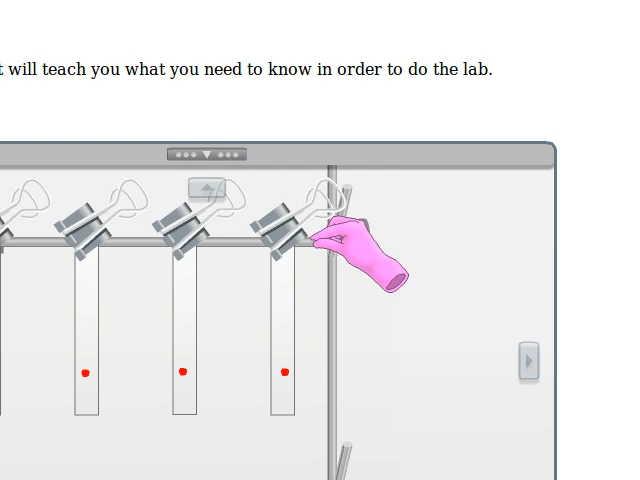 will teach you what you need to know in order to do the lab.